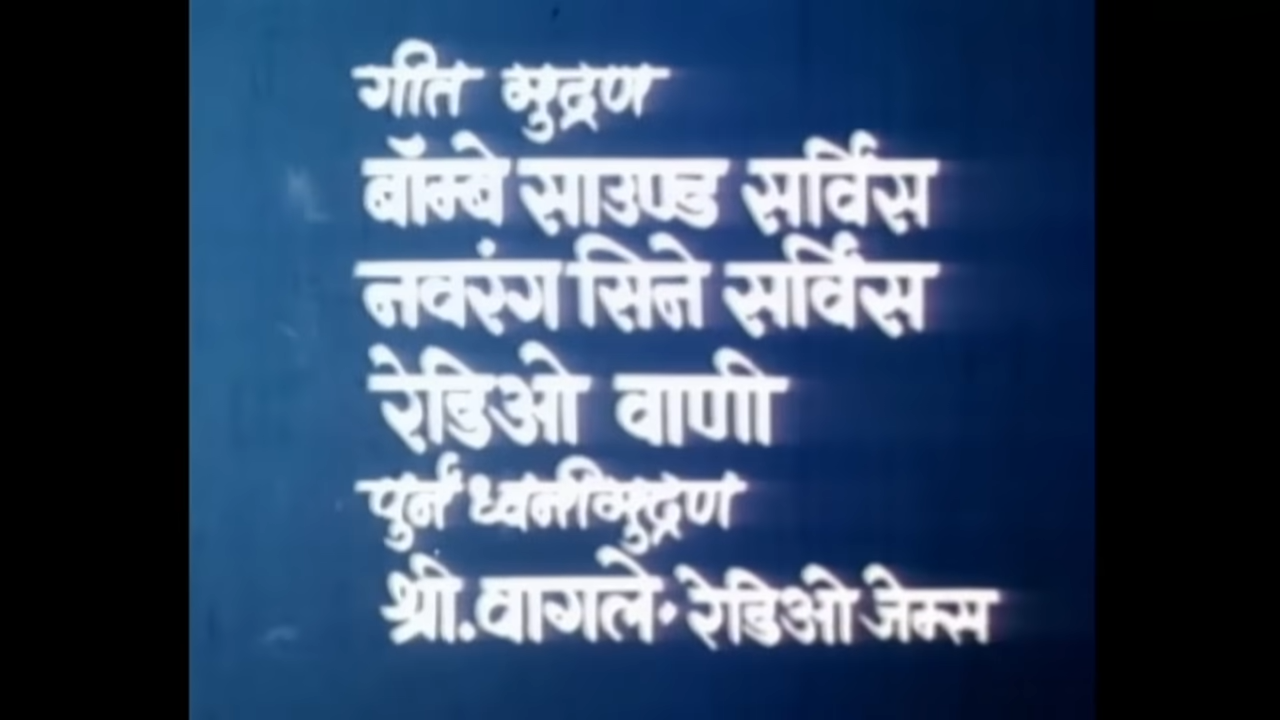 गीत मुद्रण
बॉम्बे साउण्ड सर्विस
नवरंग सिने सर्विस
रेडिओ वाणी
पुर्न ध्वनीमुद्रण
श्री. वागले • रेडिओ जेम्स